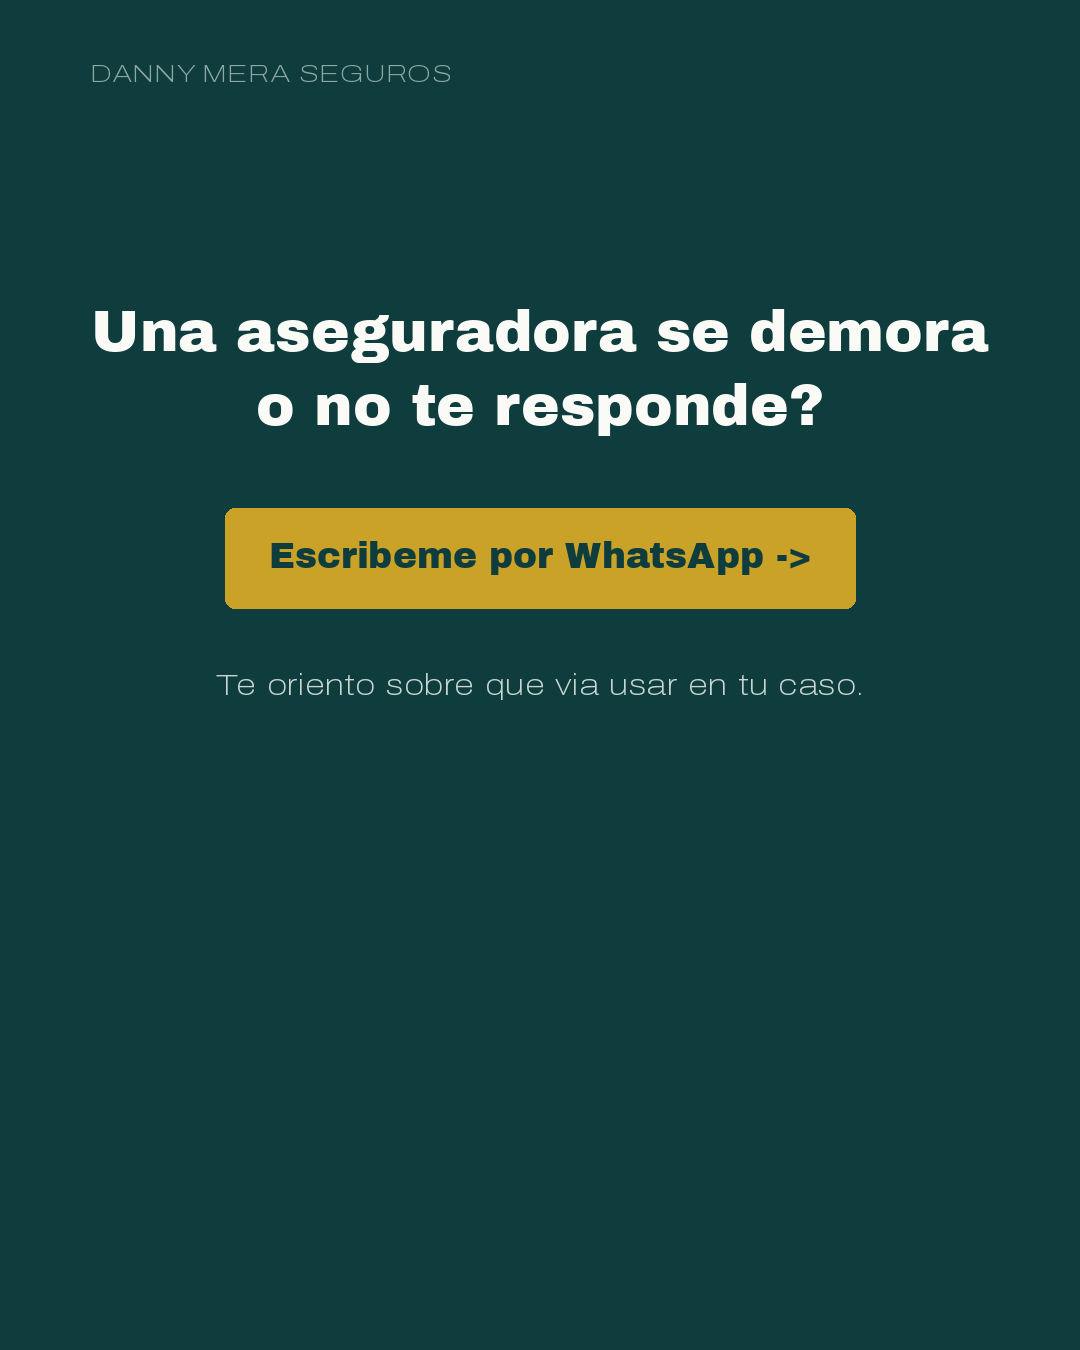 DANNY MERA SEGUROS
Una aseguradora se demora
o no te responde?
Escribeme por WhatsApp ->
Te oriento sobre que via usar en tu caso.